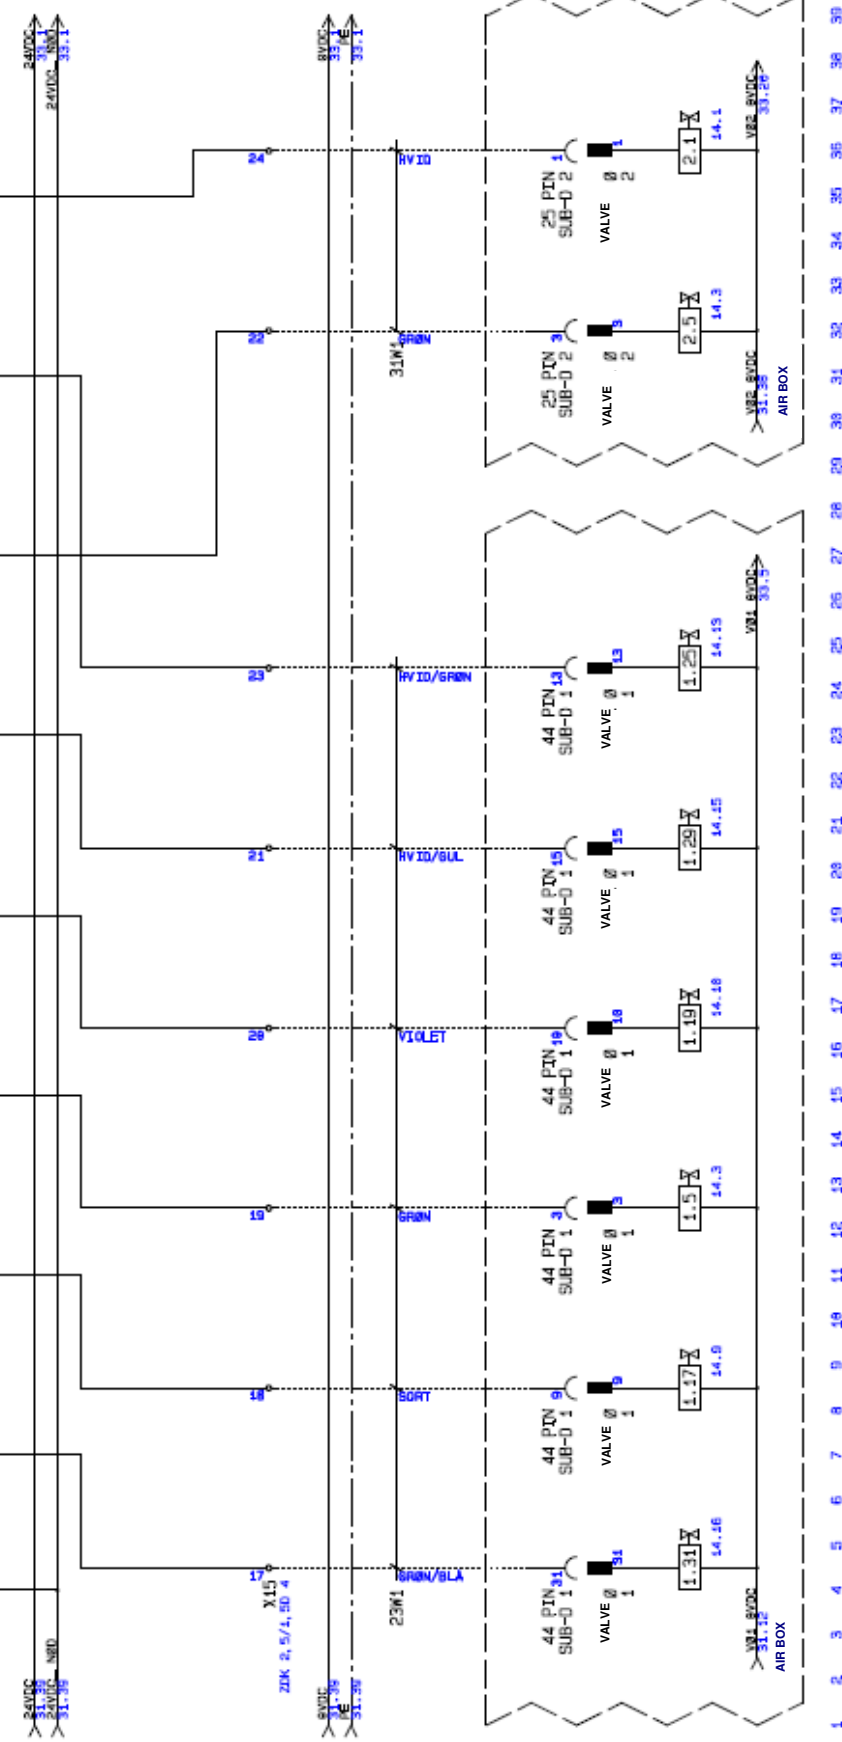 24VDC
33.1
24VDC NØD
33.1
0VDC
33.1
PE
33.1
24
HVID
1
25 PIN
SUB-D 2
1
VALVE Ø 2
2.1
14.1
V02 0VDC
33.26
22
GRØN
31W1
3
25 PIN
SUB-D 2
3
VALVE Ø 2
2.5
14.3
V02 0VDC
31.38
AIR BOX
V01 0VDC
33.5
23
HVID/GRØN
13
44 PIN
SUB-D 1
13
VALVE Ø 1
1.25
14.13
21
HVID/GUL
15
44 PIN
SUB-D 1
15
VALVE Ø 1
1.29
14.15
20
VIOLET
44 PIN
SUB-D 1
VALVE Ø 1
1.19
19
GRØN
3
44 PIN
SUB-D 1
3
VALVE Ø 1
1.5
14.3
18
SORT
9
44 PIN
SUB-D 1
9
VALVE Ø 1
1.17
14.9
17
X15
ZDK 2,5/1,5D 4
GRØN/BLÅ
23W1
31
44 PIN
SUB-D 1
31
VALVE Ø 1
1.31
14.16
V01 0VDC
31.12
AIR BOX
24VDC
31.39
24VDC NØD
31.39
0VDC
31.39
PE
31.39
1 2 3 4 5 6 7 8 9 10 11 12 13 14 15 16 17 18 19 20 21 22 23 24 25 26 27 28 29 30 31 32 33 34 35 36 37 38 39